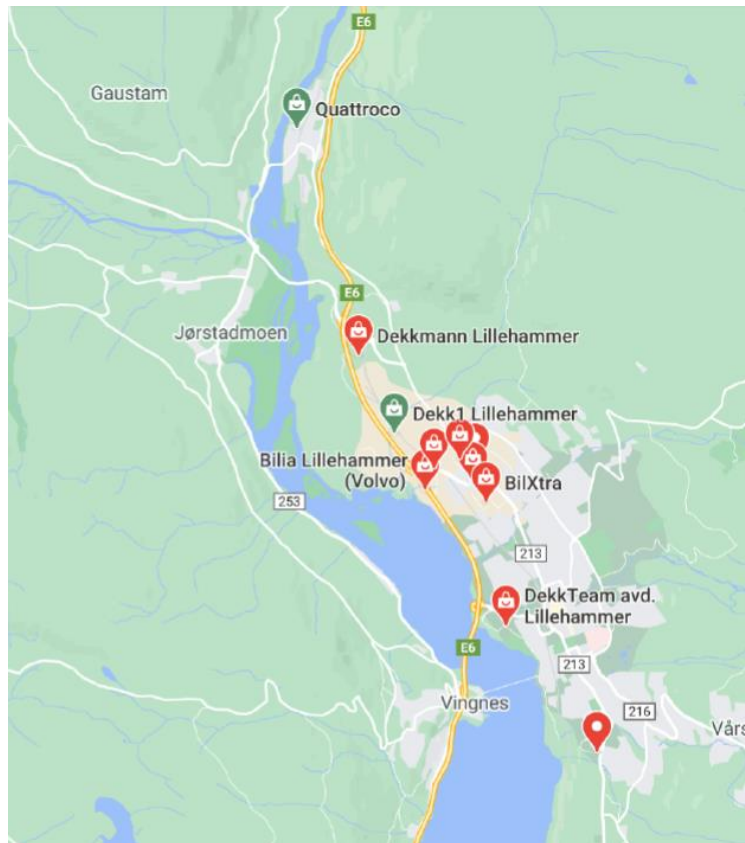 E6
Gaustam
Quattroco
E6
Jørstadmoen
Dekkmann Lillehammer
Dekk1 Lillehammer
Bilia Lillehammer
(Volvo)
BilXtra
253
213
DekkTeam avd.
Lillehammer
E6
213
Vingnes
216
Vårs